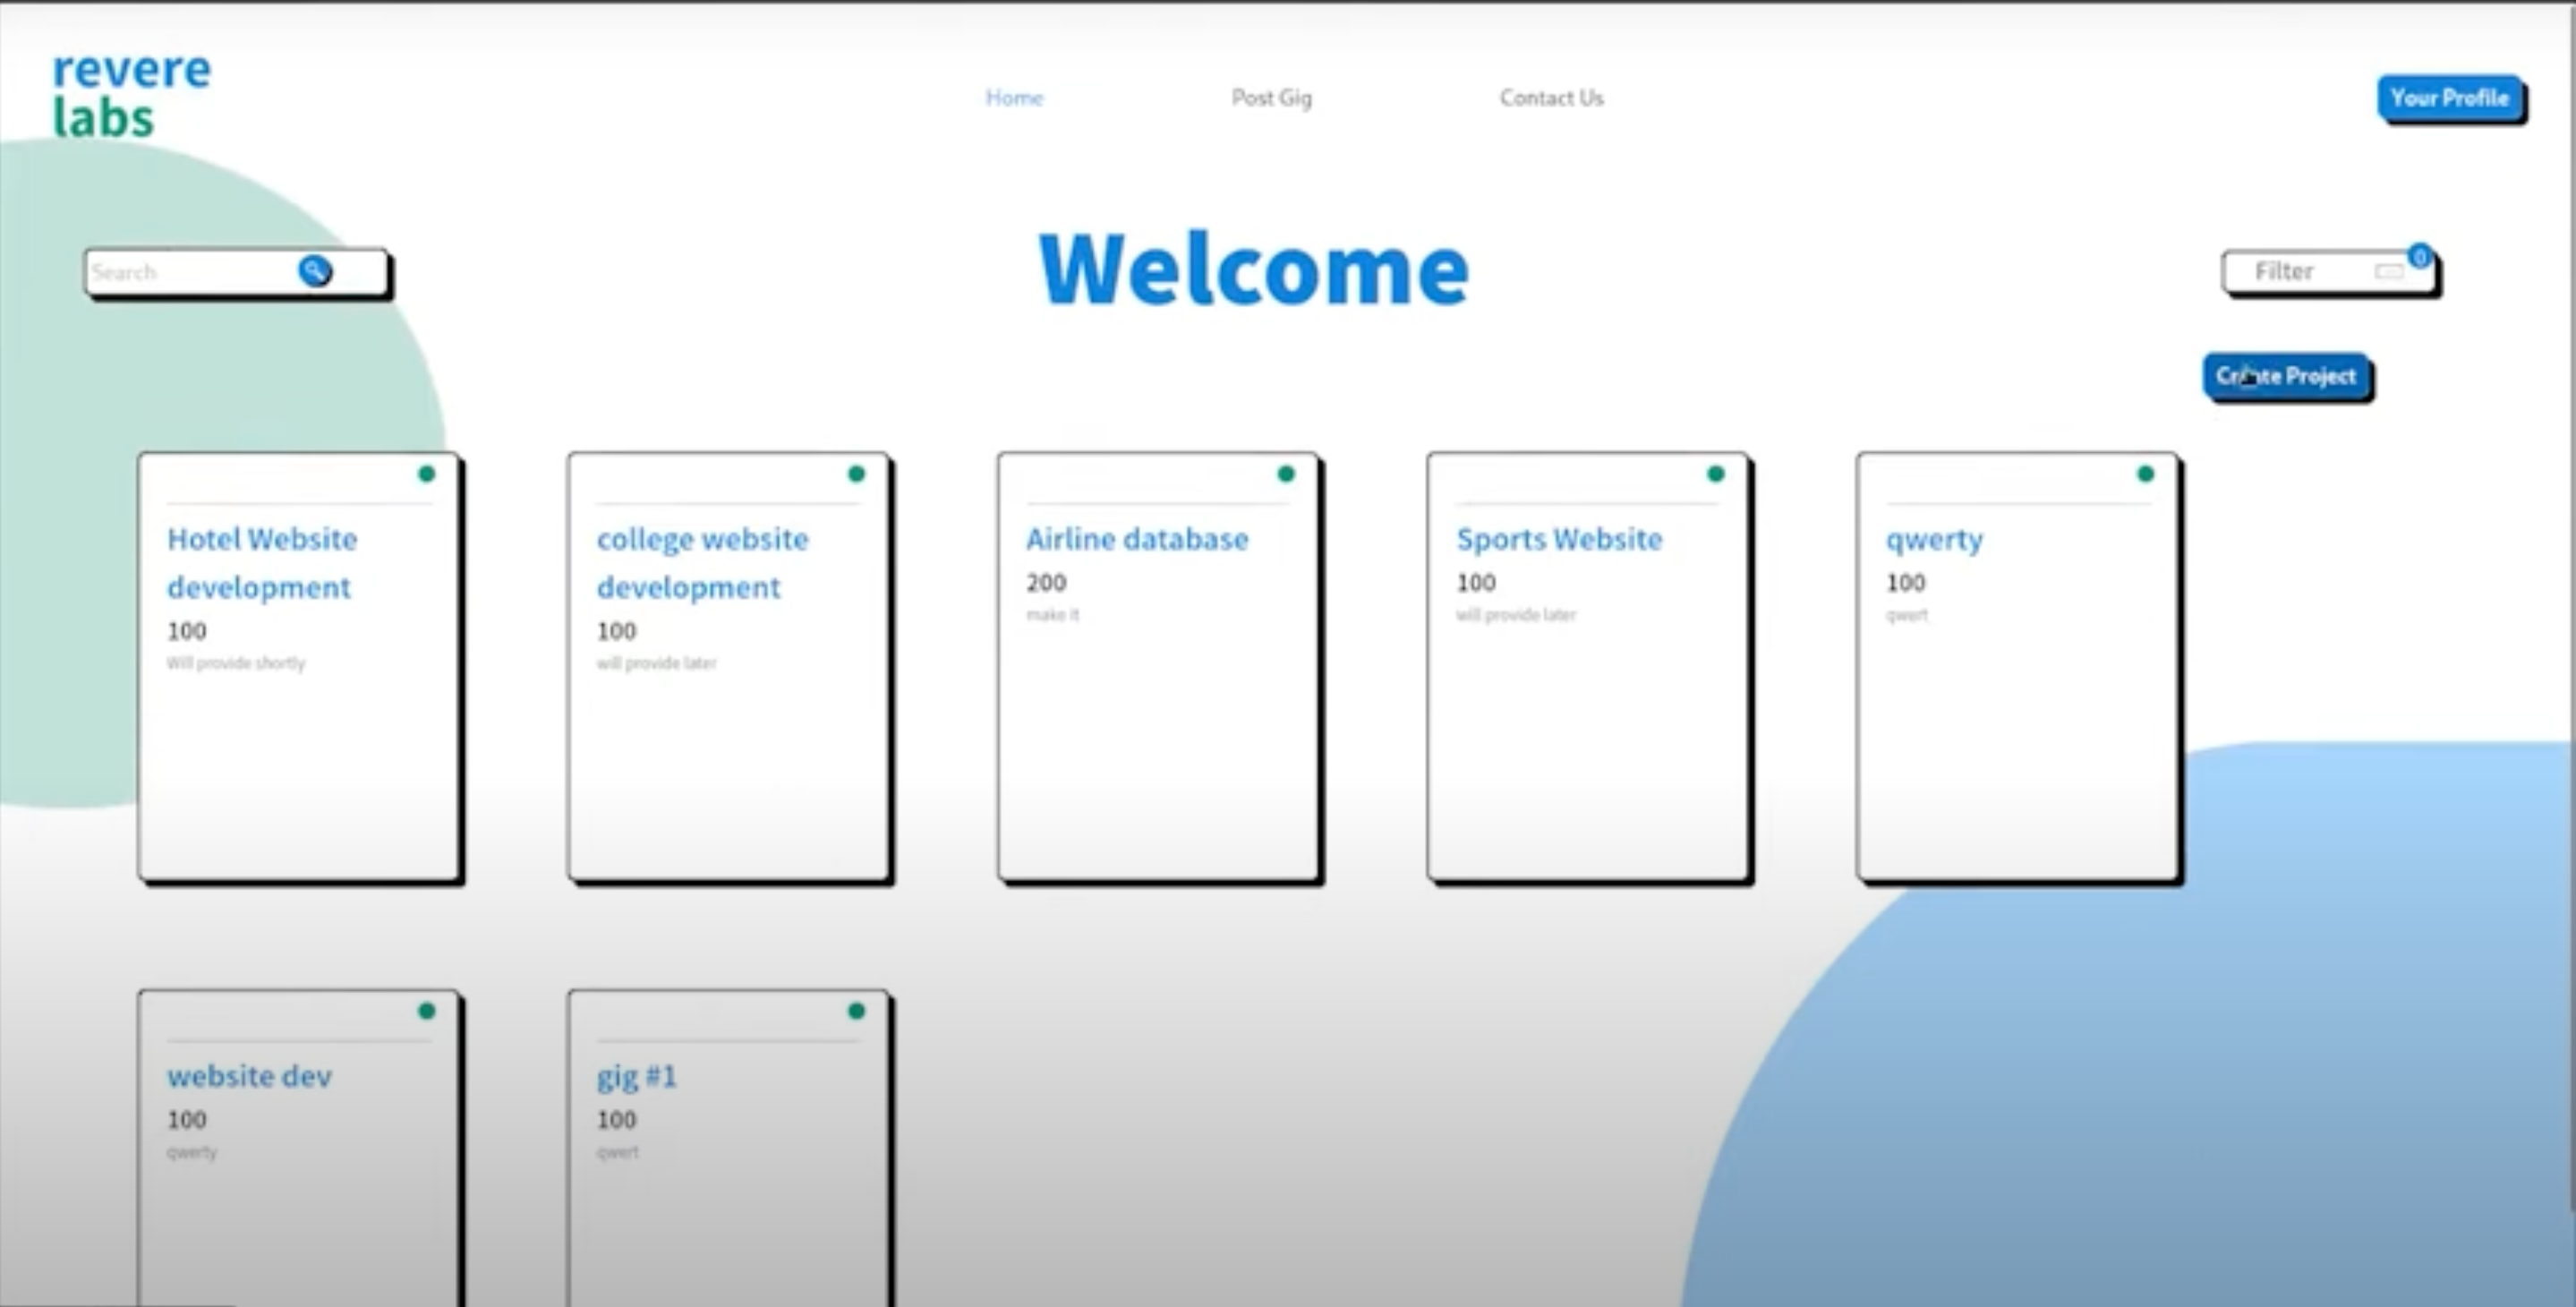 revere
labs
Home
Post Gig
Contact Us
Your Profile
Search
Welcome
Filter
0
Create Project
Hotel Website
development
100
Will provide shortly
college website
development
100
will provide later
Airline database
200
make it
Sports Website
100
will provide later
qwerty
100
qwert
website dev
100
qwerty
gig #1
100
qwert